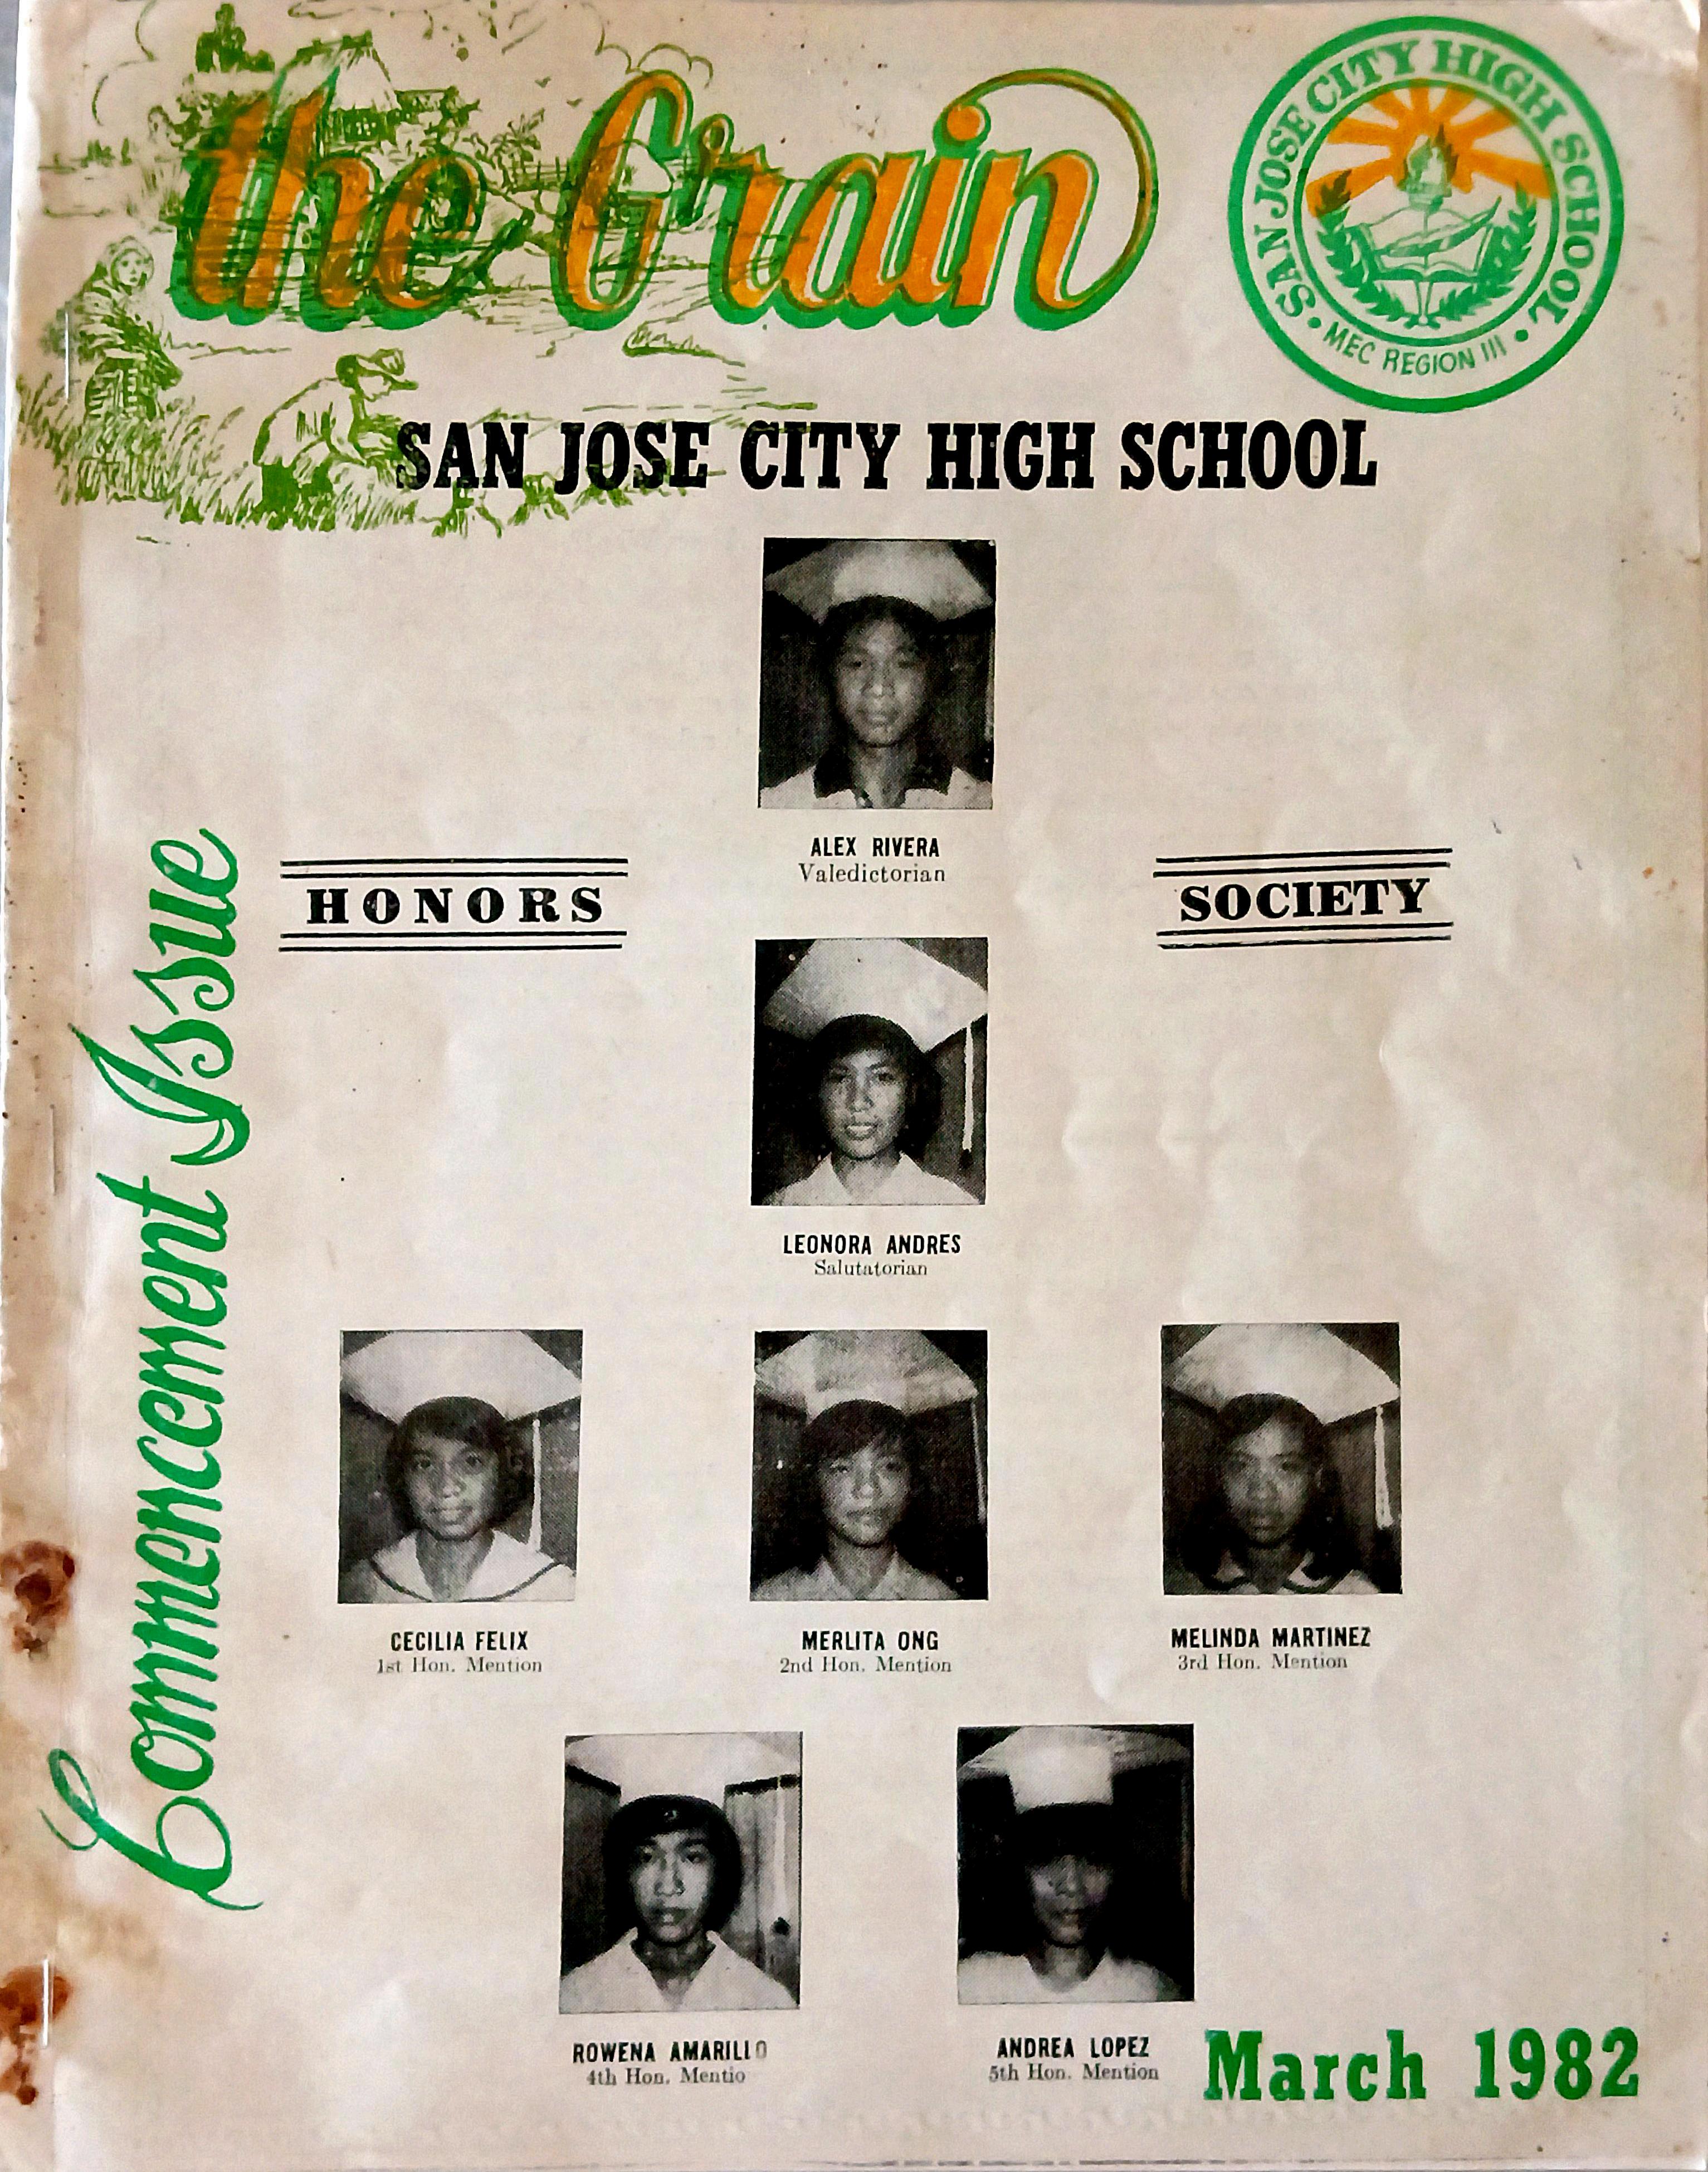 the Grain
SAN JOSE CITY HIGH SCHOOL
• MEC REGION III •
SAN JOSE CITY HIGH SCHOOL
ALEX RIVERA
Valedictorian
HONORS
SOCIETY
LEONORA ANDRES
Salutatorian
Commencement Issue
CECILIA FELIX
1st Hon. Mention
MERLITA ONG
2nd Hon. Mention
MELINDA MARTINEZ
3rd Hon. Mention
ROWENA AMARILLO
4th Hon. Mentio
ANDREA LOPEZ
5th Hon. Mention
March 1982